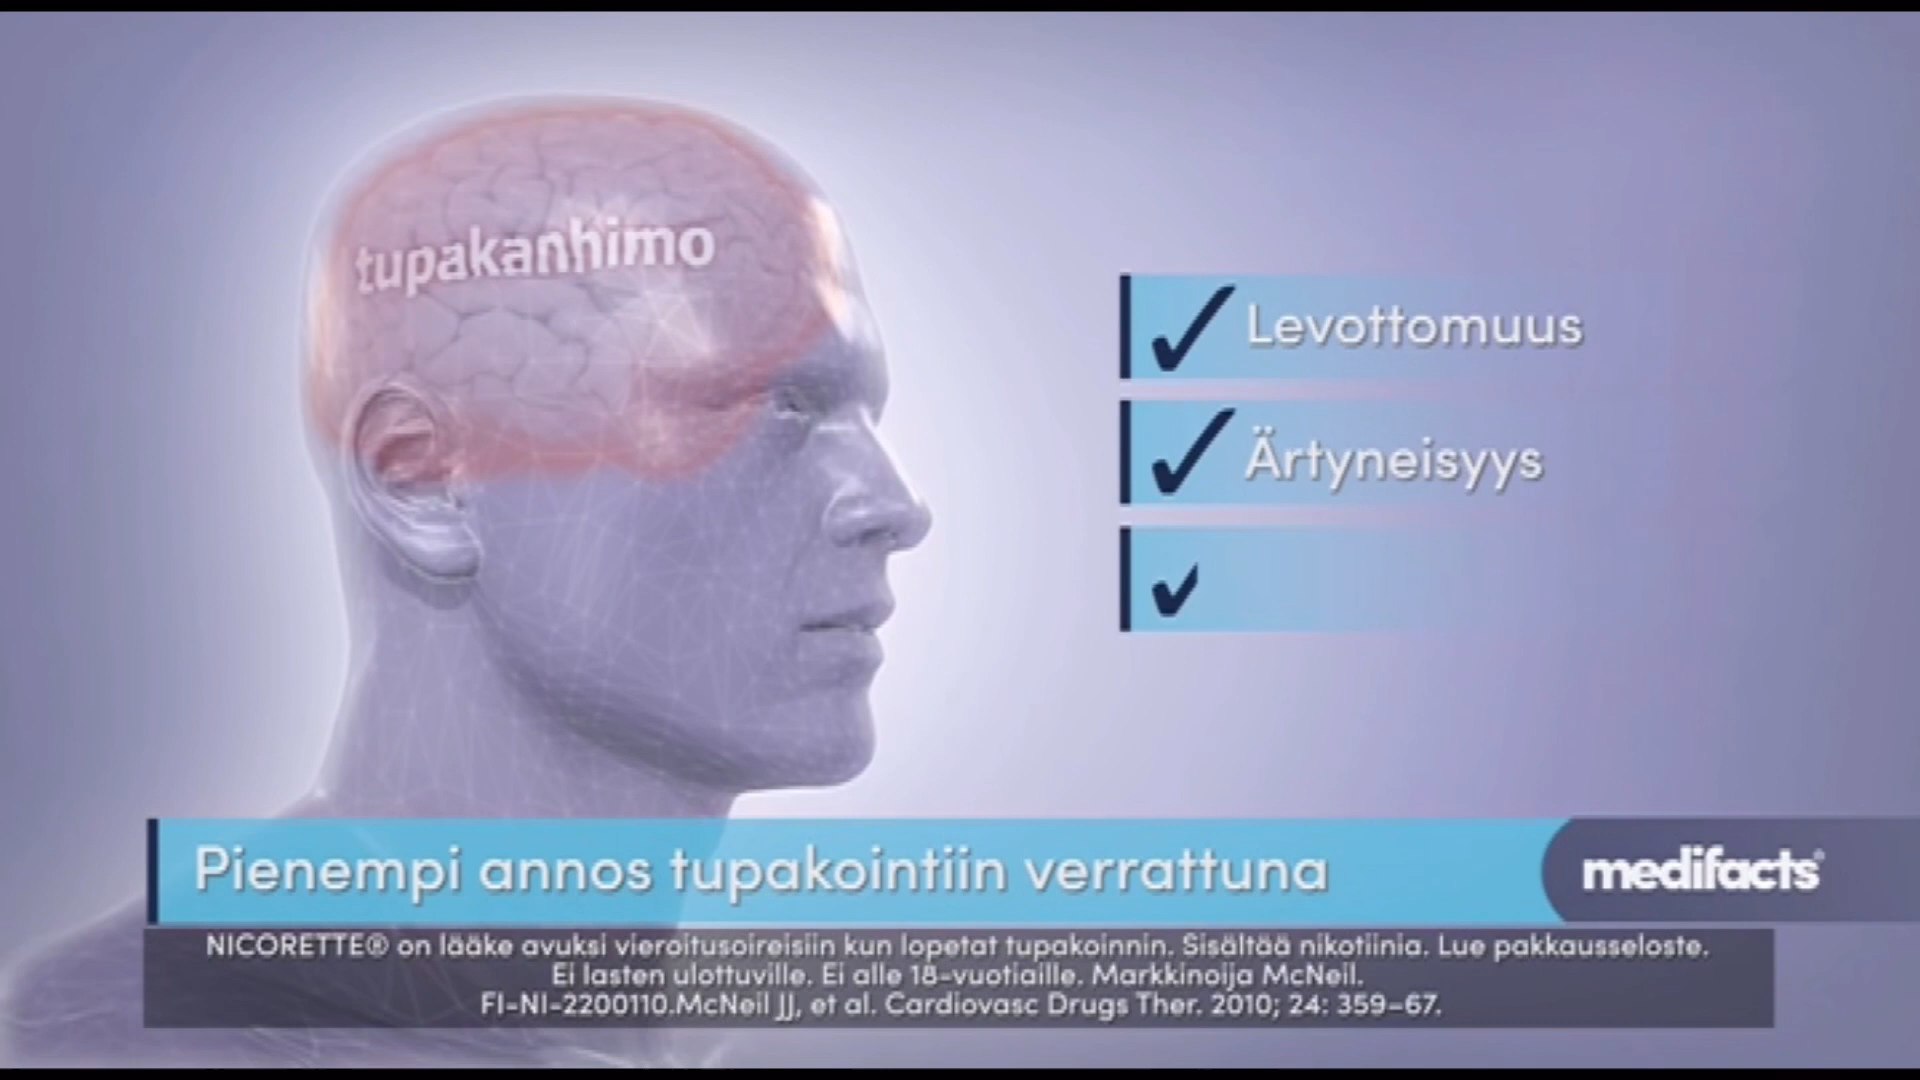 tupakanhimo
Levottomuus
Ärtyneisyys
Pienempi annos tupakointiin verrattuna
medifacts®
NICORETTE® on lääke avuksi vieroitusoireisiin kun lopetat tupakoinnin. Sisältää nikotiinia. Lue pakkausseloste.
Ei lasten ulottuville. Ei alle 18-vuotiaille. Markkinoija McNeil.
FI-NI-2200110.McNeil JJ, et al. Cardiovasc Drugs Ther. 2010; 24: 359-67.